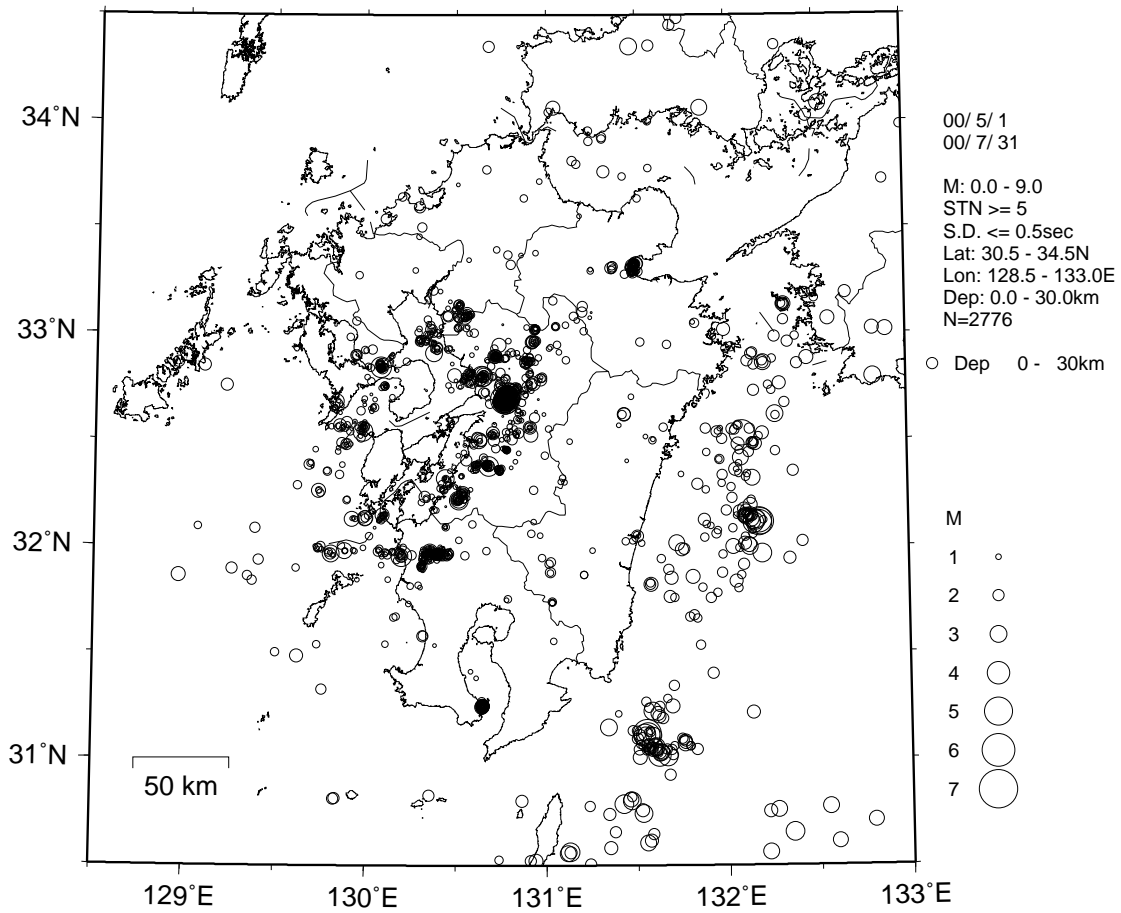 34˚N
33˚N
32˚N
31˚N
129˚E
130˚E
131˚E
132˚E
133˚E
50 km
00/ 5/ 1
00/ 7/ 31
M: 0.0 - 9.0
STN >= 5
S.D. <= 0.5sec
Lat: 30.5 - 34.5N
Lon: 128.5 - 133.0E
Dep: 0.0 - 30.0km
N=2776
Dep 0 - 30km
M
1
2
3
4
5
6
7